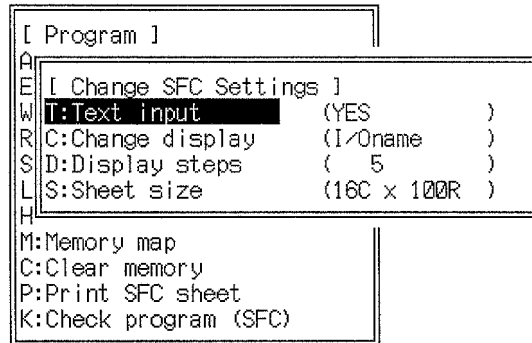 [ Program ]
A
E [ Change SFC Settings ]
W T:Text input (YES )
R C:Change display (I/Oname )
S D:Display steps ( 5 )
L S:Sheet size (16C x 100R )
H
M:Memory map
C:Clear memory
P:Print SFC sheet
K:Check program (SFC)